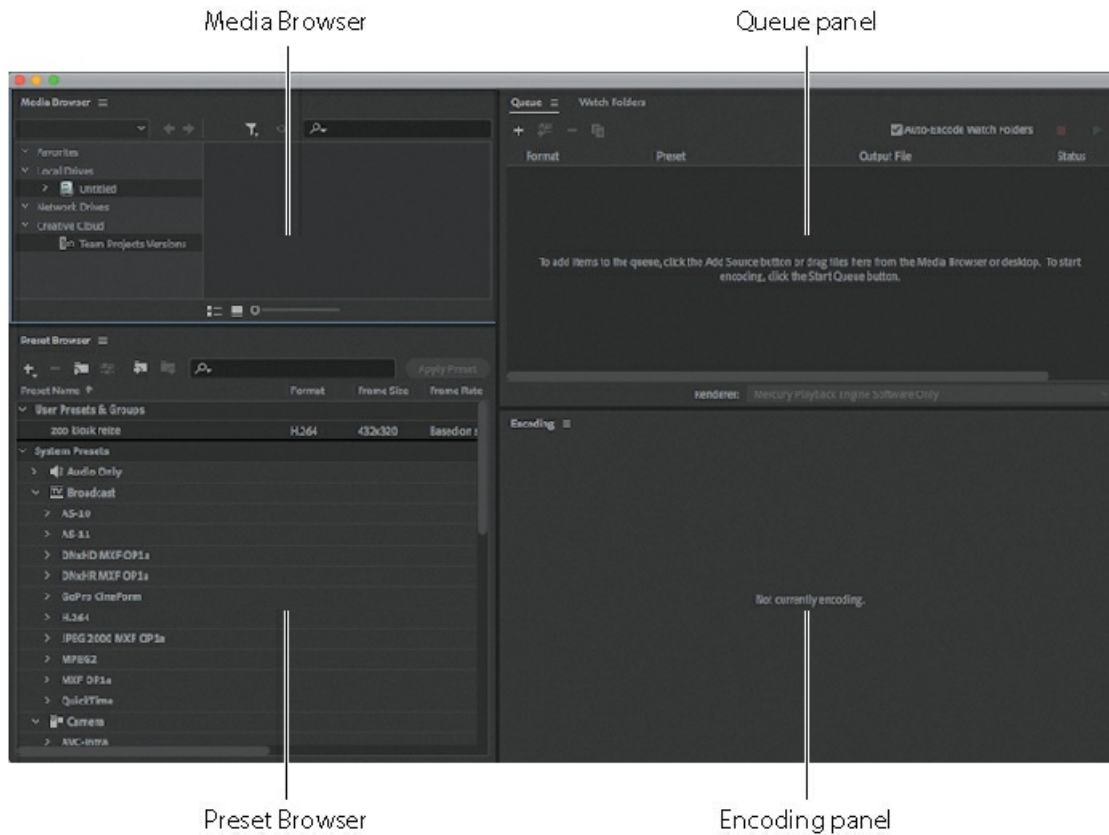 Media Browser
Queue panel
Media Browser
Favorites
Local Drives
Untitled
Network Drives
Creative Cloud
Team Projects Versions
Queue Watch Folders
Auto-Encode Watch Folders
Format Preset Output File Status
To add items to the queue, click the Add Source button or drag files here from the Media Browser or desktop. To start
encoding, click the Start Queue button.
Renderer: Mercury Playback Engine Software Only
Preset Browser
Apply Preset
Preset Name Format Frame Size Frame Rate
User Presets & Groups
zoo kiosk H.264 432x320 Based on
System Presets
Audio Only
Broadcast
AS-10
AS-11
DNxHD MXF OP1a
DNxHR MXF OP1a
GoPro CineForm
H.264
JPEG 2000 MXF OP1a
MPEG2
MXF OP1a
QuickTime
Camera
AVC-Intra
Encoding
Not currently encoding.
Preset Browser
Encoding panel